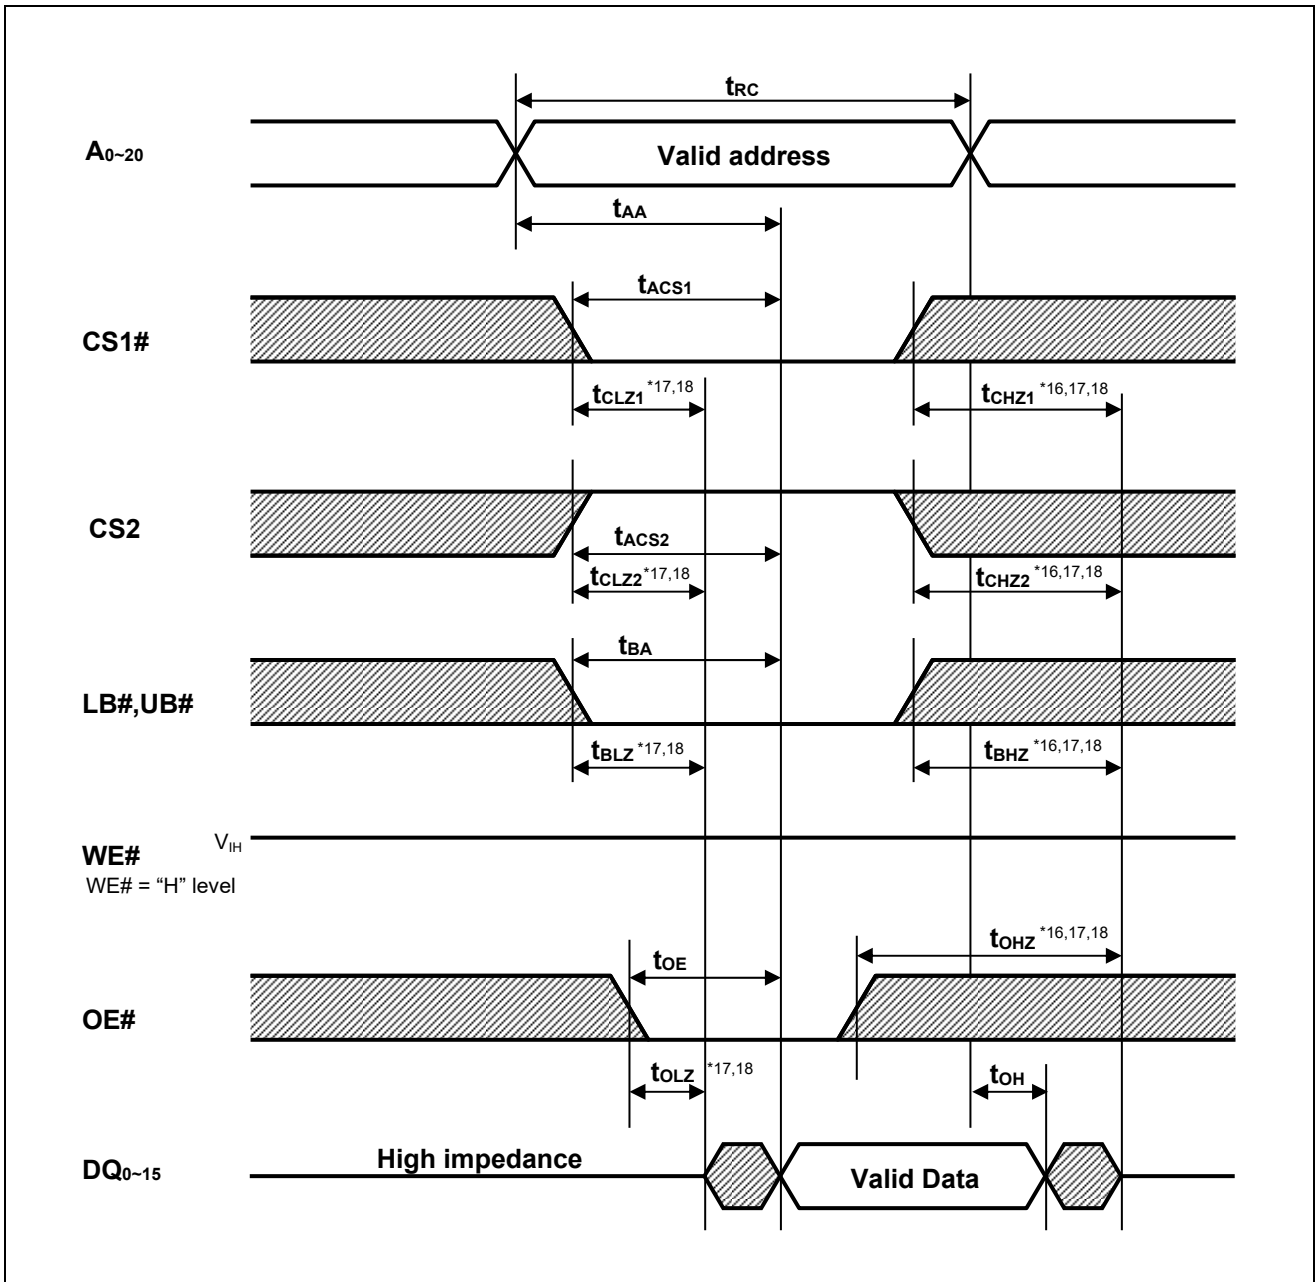 tRC
A0~20
Valid address
tAA
tACS1
CS1#
tCLZ1 *17,18
tCHZ1 *16,17,18
CS2
tACS2
tCLZ2 *17,18
tCHZ2 *16,17,18
tBA
LB#,UB#
tBLZ *17,18
tBHZ *16,17,18
WE#
VIH
WE# = “H” level
tOHZ *16,17,18
tOE
OE#
tOLZ *17,18
tOH
High impedance
DQ0~15
Valid Data